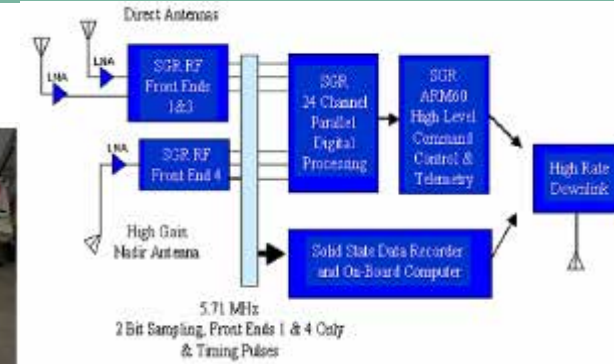 Direct Antennas
LNA
LNA
SGR RF
Front Ends
1&3
SGR
24 Channel
Parallel
Digital
Processing
SGR
ARM60
High Level
Command
Control &
Telemetry
LNA
SGR RF
Front End 4
High Rate
Downlink
High Gain
Nadir Antenna
Solid State Data Recorder
and On-Board Computer
5.71 MHz
2 Bit Sampling, Front Ends 1 & 4 Only
& Timing Pulses